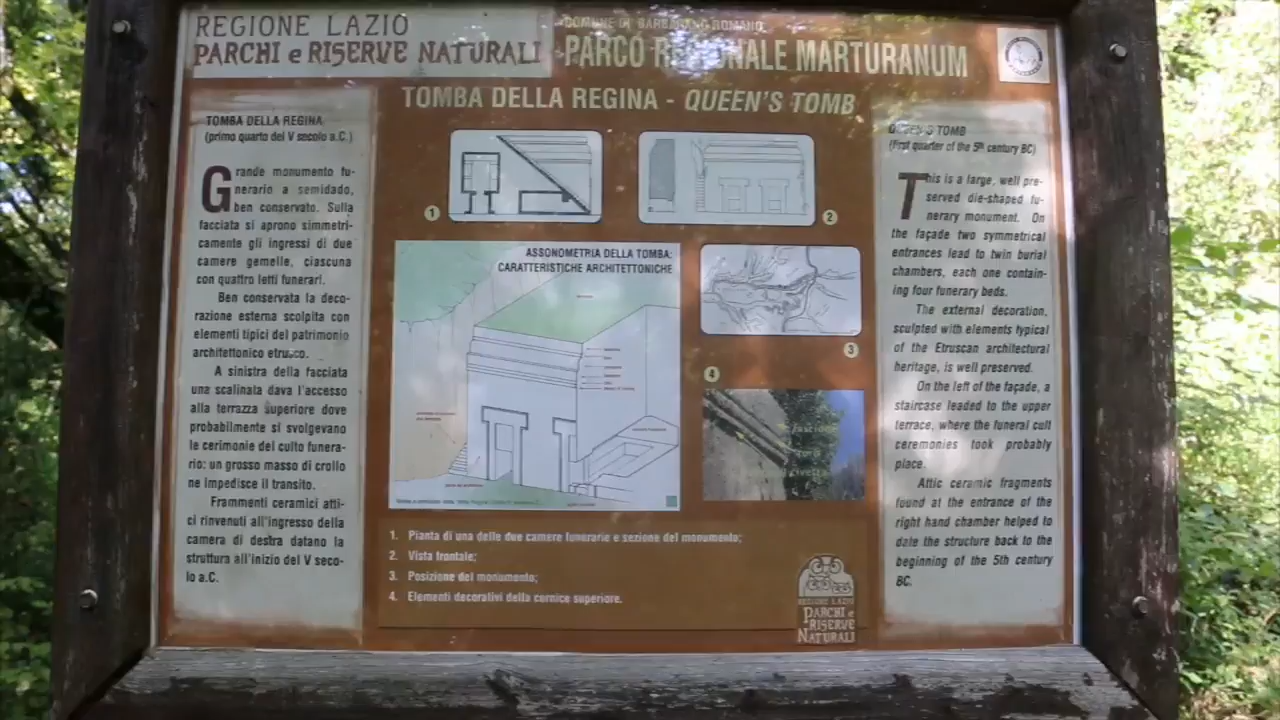 REGIONE LAZIO
PARCHI e RISERVE NATURALI
COMUNE DI BARBARANO ROMANO
PARCO REGIONALE MARTURANUM
TOMBA DELLA REGINA - QUEEN'S TOMB
TOMBA DELLA REGINA
(primo quarto del V secolo a.C.)
Grande monumento fu-
nerario a semidado,
ben conservato. Sulla
facciata si aprono simmetri-
camente gli ingressi di due
camere gemelle, ciascuna
con quattro letti funerari.
Ben conservata la deco-
razione esterna scolpita con
elementi tipici del patrimonio
architettonico etrusco.
A sinistra della facciata
una scalinata dava l'accesso
alla terrazza superiore dove
probabilmente si svolgevano
le cerimonie del culto funera-
rio: un grosso masso di crollo
ne impedisce il transito.
Frammenti ceramici atti-
ci rinvenuti all'ingresso della
camera di destra datano la
struttura all'inizio del V seco-
lo a.C.
1
2
ASSONOMETRIA DELLA TOMBA:
CARATTERISTICHE ARCHITETTONICHE
3
4
1. Pianta di una delle due camere funerarie e sezione del monumento;
2. Vista frontale;
3. Posizione del monumento;
4. Elementi decorativi della cornice superiore.
REGIONE LAZIO
PARCHI e
RISERVE
NATURALI
QUEEN'S TOMB
(First quarter of the 5th century BC)
This is a large, well pre-
served die-shaped fu-
nerary monument. On
the façade two symmetrical
entrances lead to twin burial
chambers, each one contain-
ing four funerary beds.
The external decoration,
sculpted with elements typical
of the Etruscan architectural
heritage, is well preserved.
On the left of the façade, a
staircase leaded to the upper
terrace, where the funeral cult
ceremonies took probably
place.
Attic ceramic fragments
found at the entrance of the
right hand chamber helped to
date the structure back to the
beginning of the 5th century
BC.